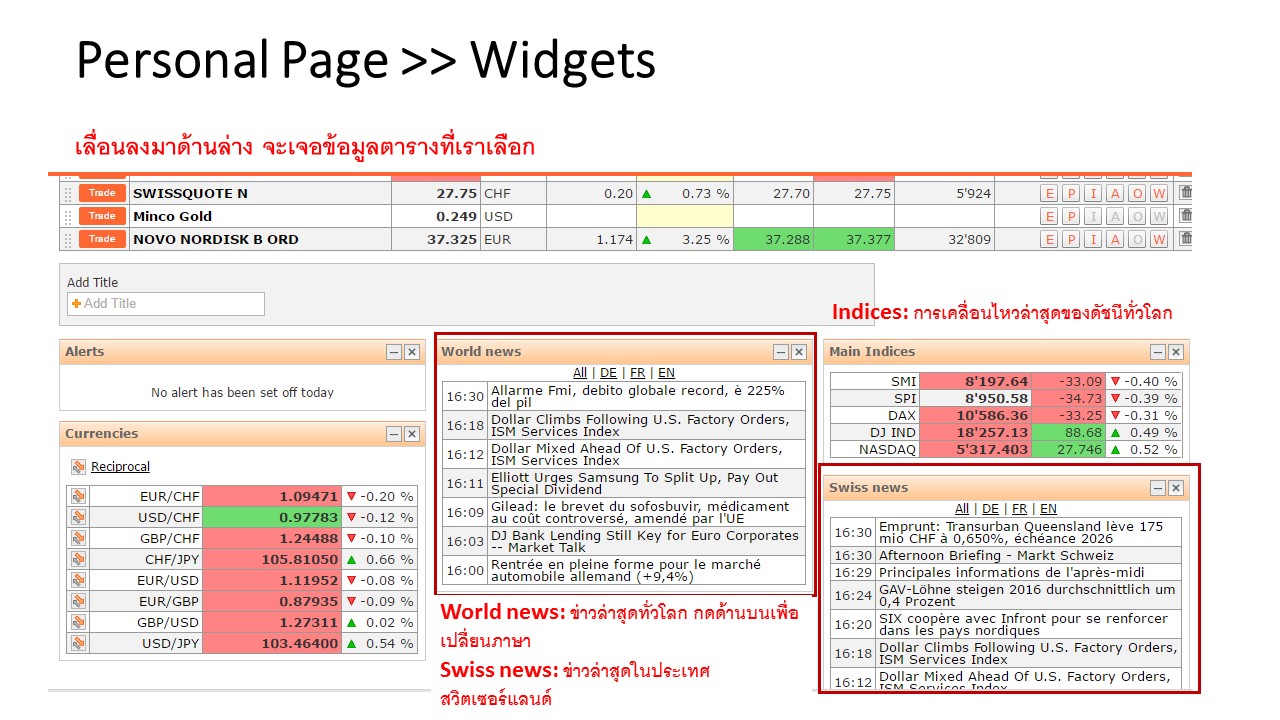 Personal Page >> Widgets
เลื่อนลงมาด้านล่าง จะเจอข้อมูลตารางที่เราเลือก
Trade SWISSQUOTE N 27.75 CHF 0.20 ▲ 0.73 % 27.70 27.75 5'924 E P I A O W
Trade Minco Gold 0.249 USD E P I A O W
Trade NOVO NORDISK B ORD 37.325 EUR 1.174 ▲ 3.25 % 37.288 37.377 32'809 E P I A O W
Add Title
Add Title
Indices: การเคลื่อนไหวล่าสุดของดัชนีทั่วโลก
Alerts
No alert has been set off today
Currencies
Reciprocal
EUR/CHF 1.09471 ▼ -0.20 %
USD/CHF 0.97783 ▼ -0.12 %
GBP/CHF 1.24488 ▼ -0.10 %
CHF/JPY 105.81050 ▲ 0.66 %
EUR/USD 1.11952 ▼ -0.08 %
EUR/GBP 0.87935 ▼ -0.09 %
GBP/USD 1.27311 ▲ 0.02 %
USD/JPY 103.46400 ▲ 0.54 %
World news
All | DE | FR | EN
16:30 Allarme Fmi, debito globale record, è 225%
del pil
16:18 Dollar Climbs Following U.S. Factory Orders,
ISM Services Index
16:12 Dollar Mixed Ahead Of U.S. Factory Orders,
ISM Services Index
16:11 Elliott Urges Samsung To Split Up, Pay Out
Special Dividend
16:09 Gilead: le brevet du sofosbuvir, médicament
au coût controversé, amendé par l'UE
16:03 DJ Bank Lending Still Key for Euro Corporates
-- Market Talk
16:00 Rentrée en pleine forme pour le marché
automobile allemand (+9,4%)
World news: ข่าวล่าสุดทั่วโลก กดด้านบนเพื่อ
เปลี่ยนภาษา
Swiss news: ข่าวล่าสุดในประเทศ
สวิตเซอร์แลนด์
Main Indices
SMI 8'197.64 -33.09 ▼ -0.40 %
SPI 8'950.58 -34.73 ▼ -0.39 %
DAX 10'586.36 -33.25 ▼ -0.31 %
DJ IND 18'257.13 88.68 ▲ 0.49 %
NASDAQ 5'317.403 27.746 ▲ 0.52 %
Swiss news
All | DE | FR | EN
16:30 Emprunt: Transurban Queensland lève 175
mio CHF à 0,650%, échéance 2026
16:30 Afternoon Briefing - Markt Schweiz
16:29 Principales informations de l'après-midi
16:24 GAV-Löhne steigen 2016 durchschnittlich um
0,4 Prozent
16:20 SIX coopère avec Infront pour se renforcer
dans les pays nordiques
16:18 Dollar Climbs Following U.S. Factory Orders,
ISM Services Index
16:12 Dollar Mixed Ahead Of U.S. Factory Orders,
ISM Services Index